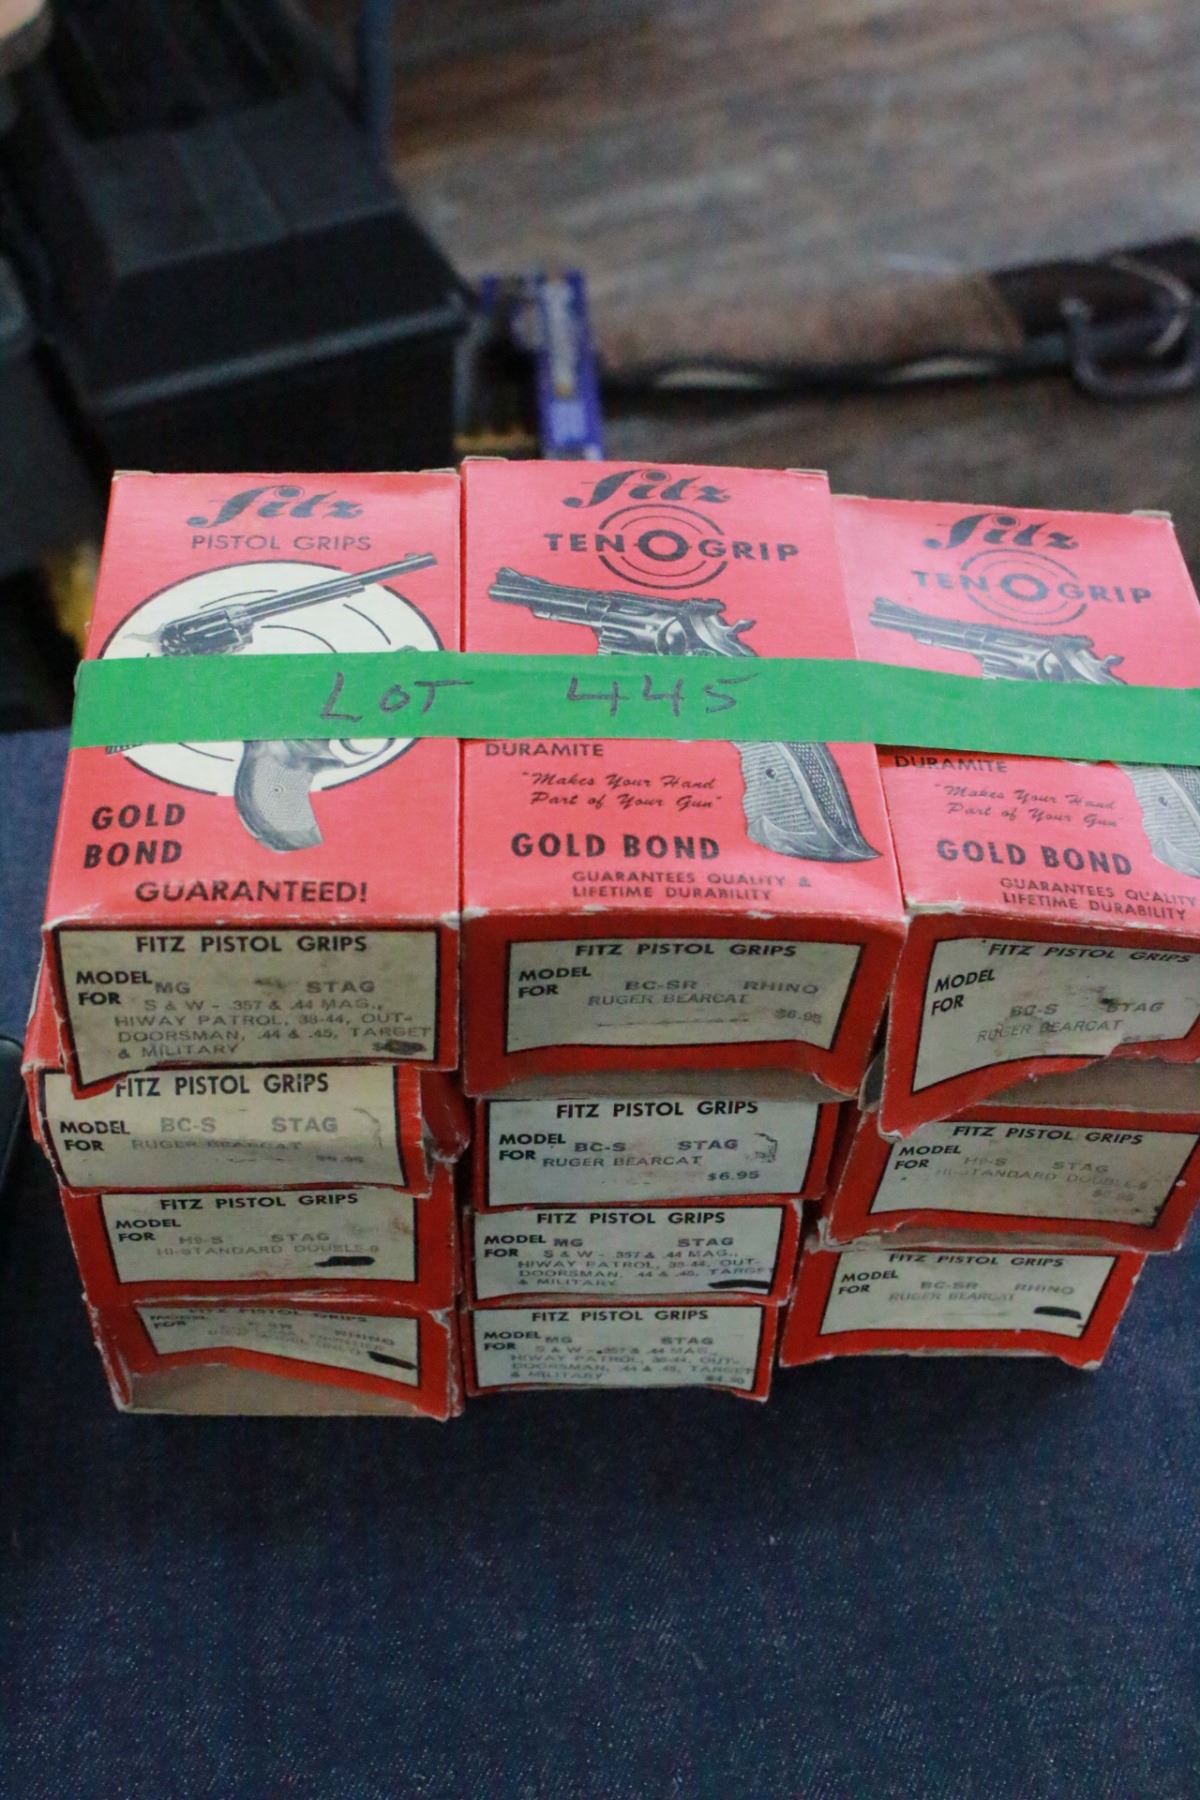 Fitz
PISTOL GRIPS
GOLD
BOND
GUARANTEED!
Fitz
TEN O GRIP
DURAMITE
"Makes Your Hand
Part of Your Gun"
GOLD BOND
GUARANTEES QUALITY &
LIFETIME DURABILITY
Fitz
TEN O GRIP
DURAMITE
"Makes Your Hand
Part of Your Gun"
GOLD BOND
GUARANTEES QUALITY
LIFETIME DURABILITY
LOT 445
FITZ PISTOL GRIPS
MODEL MG STAG
FOR S & W - .357 & .44 MAG.,
HIWAY PATROL, 38-44, OUT-
DOORSMAN, .44 & .45, TARGET
& MILITARY
FITZ PISTOL GRIPS
MODEL BC-SR RHINO
FOR RUGER BEARCAT
$6.95
FITZ PISTOL GRIPS
MODEL BC-S STAG
FOR RUGER BEARCAT
FITZ PISTOL GRIPS
MODEL BC-S STAG
FOR RUGER BEARCAT
$6.95
FITZ PISTOL GRIPS
MODEL BC-S STAG
FOR RUGER BEARCAT
$6.95
FITZ PISTOL GRIPS
MODEL H9-S STAG
FOR HI-STANDARD DOUBLE-9
FITZ PISTOL GRIPS
MODEL H9-S STAG
FOR HI-STANDARD DOUBLE-9
FITZ PISTOL GRIPS
MODEL MG STAG
FOR S & W - .357 & .44 MAG.,
HIWAY PATROL, 38-44, OUT-
DOORSMAN, .44 & .45, TARGET
& MILITARY
FITZ PISTOL GRIPS
MODEL BC-SR RHINO
FOR RUGER BEARCAT
FITZ PISTOL GRIPS
MODEL RHINO
FOR
FITZ PISTOL GRIPS
MODEL MG STAG
FOR S & W - .357 & .44 MAG.,
HIWAY PATROL, 38-44, OUT-
DOORSMAN, .44 & .45, TARGET
& MILITARY
$4.50